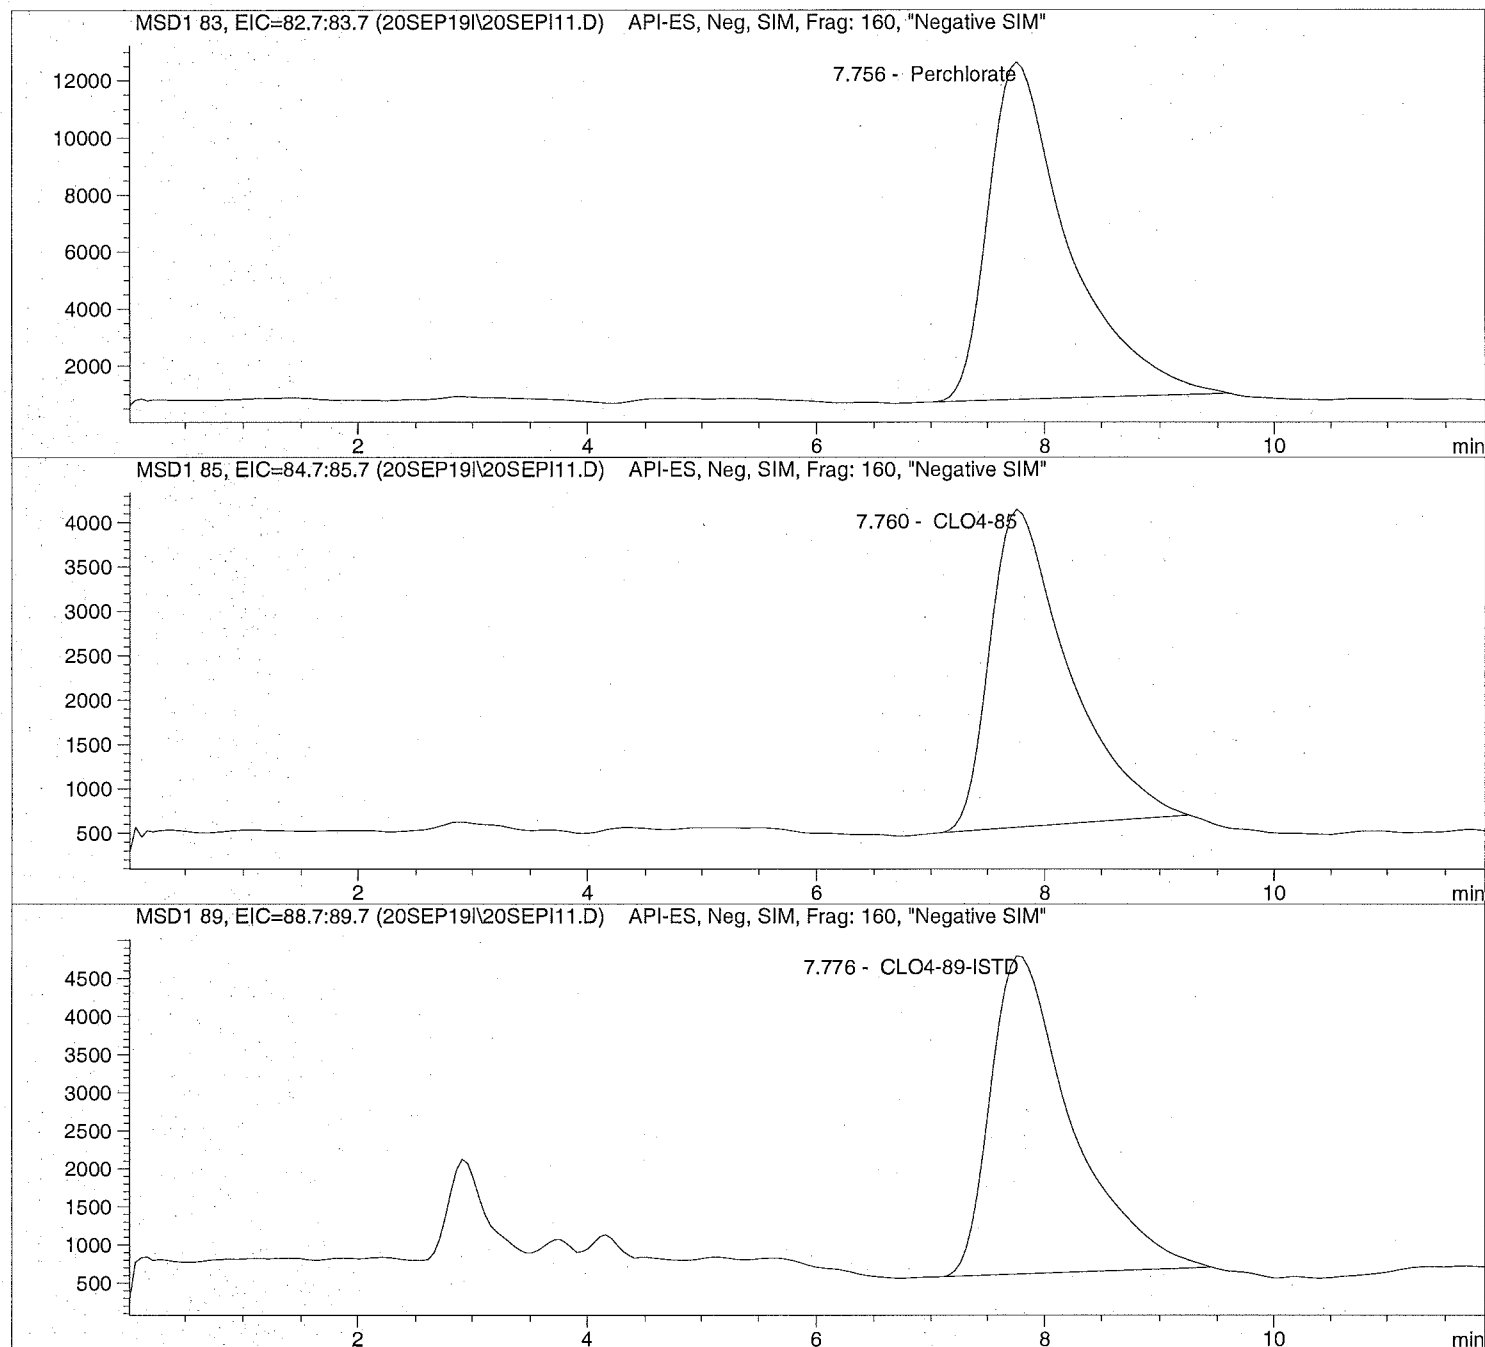 MSD1 83, EIC=82.7:83.7 (20SEP19I\20SEPI11.D) API-ES, Neg, SIM, Frag: 160, "Negative SIM"
7.756 - Perchlorate
12000
10000
8000
6000
4000
2000
2 4 6 8 10 min
MSD1 85, EIC=84.7:85.7 (20SEP19I\20SEPI11.D) API-ES, Neg, SIM, Frag: 160, "Negative SIM"
7.760 - CLO4-85
4000
3500
3000
2500
2000
1500
1000
500
2 4 6 8 10 min
MSD1 89, EIC=88.7:89.7 (20SEP19I\20SEPI11.D) API-ES, Neg, SIM, Frag: 160, "Negative SIM"
7.776 - CLO4-89-ISTD
4500
4000
3500
3000
2500
2000
1500
1000
500
2 4 6 8 10 min